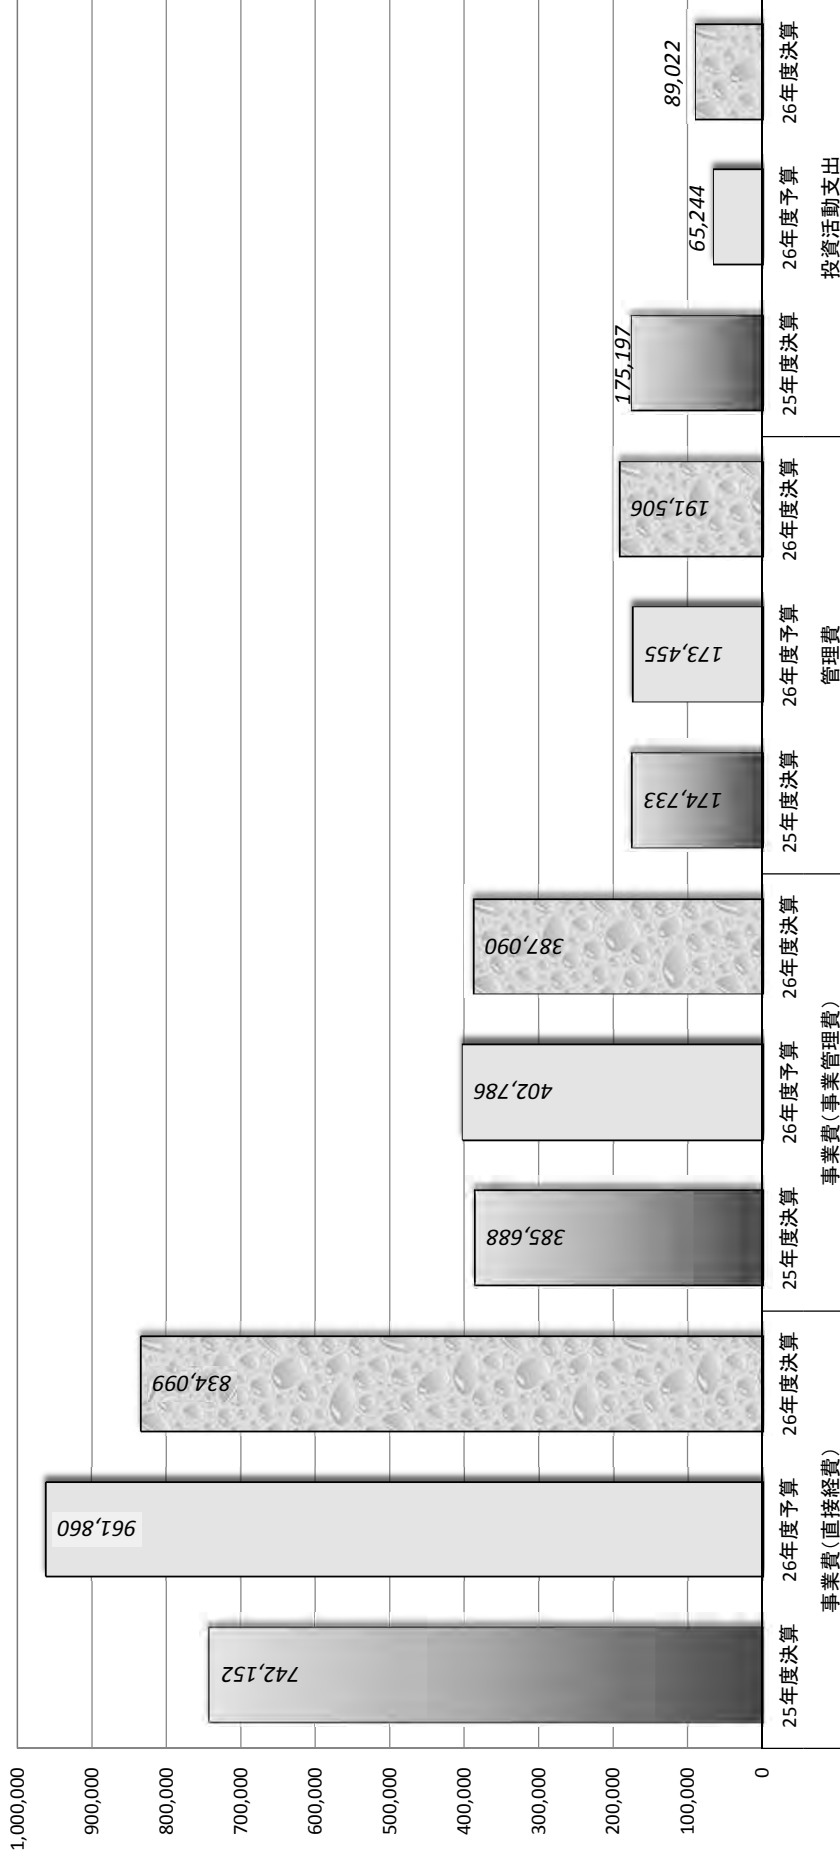 1,000,000
900,000
800,000
700,000
600,000
500,000
400,000
300,000
200,000
100,000
0
742,152
961,860
834,099
385,688
402,786
387,090
174,733
173,455
191,506
175,197
65,244
89,022
25年度決算
26年度予算
26年度決算
25年度決算
26年度予算
26年度決算
25年度決算
26年度予算
26年度決算
25年度決算
26年度予算
26年度決算
事業費（直接経費）
事業費（事業管理費）
管理費
投資活動支出